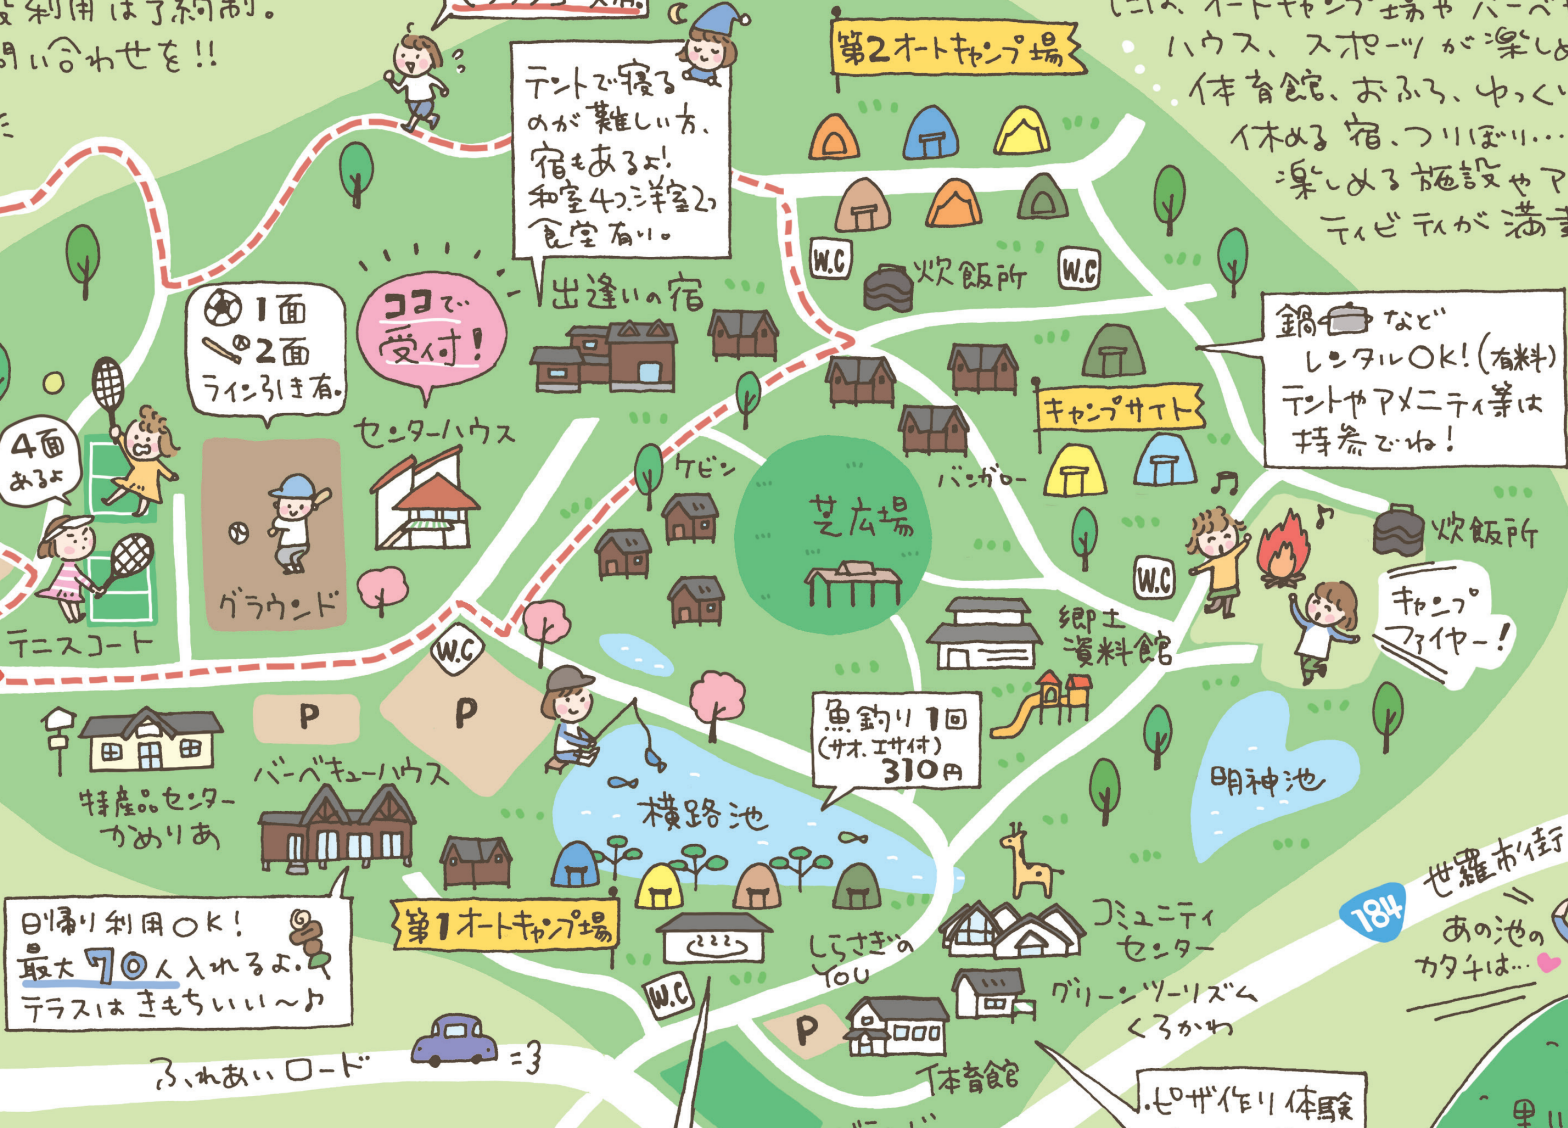 利用は予約制。
問い合わせを!!
第2オートキャンプ場
オートキャンプ場や
ハウス、スポーツが楽しめ
体育館、おふろ、ゆっくり
休める宿、つりぼり…
楽しめる施設やア
ティビティが満
テントで寝る
のが難しい方、
宿もあるよ!
和室4つ、洋室2つ
食堂有り。
出逢いの宿
W.C
炊飯所
W.C
1面
2面
ライン引き有。
ココで
受付!
センターハウス
4面
あるよ
テニスコート
グラウンド
ケビン
芝広場
バンガロー
キャンプサイト
鍋など
レンタルOK!(有料)
テントやアメニティ等は
持参でね!
炊飯所
W.C
キャンプ
ファイヤー!
郷土
資料館
W.C
P
P
特産品センター
かめりあ
バーベキューハウス
魚釣り1回
(サオ、エサ付)
310円
横路池
明神池
日帰り利用OK!
最大70人入れるよ。
テラスはきもちいい〜♪
第1オートキャンプ場
しらさぎの
YOU
コミュニティ
センター
W.C
P
体育館
グリーンツーリズム
くろかわ
ふれあいロード
184
世羅市街
あの池の
カタチは…
ピザ作り体験